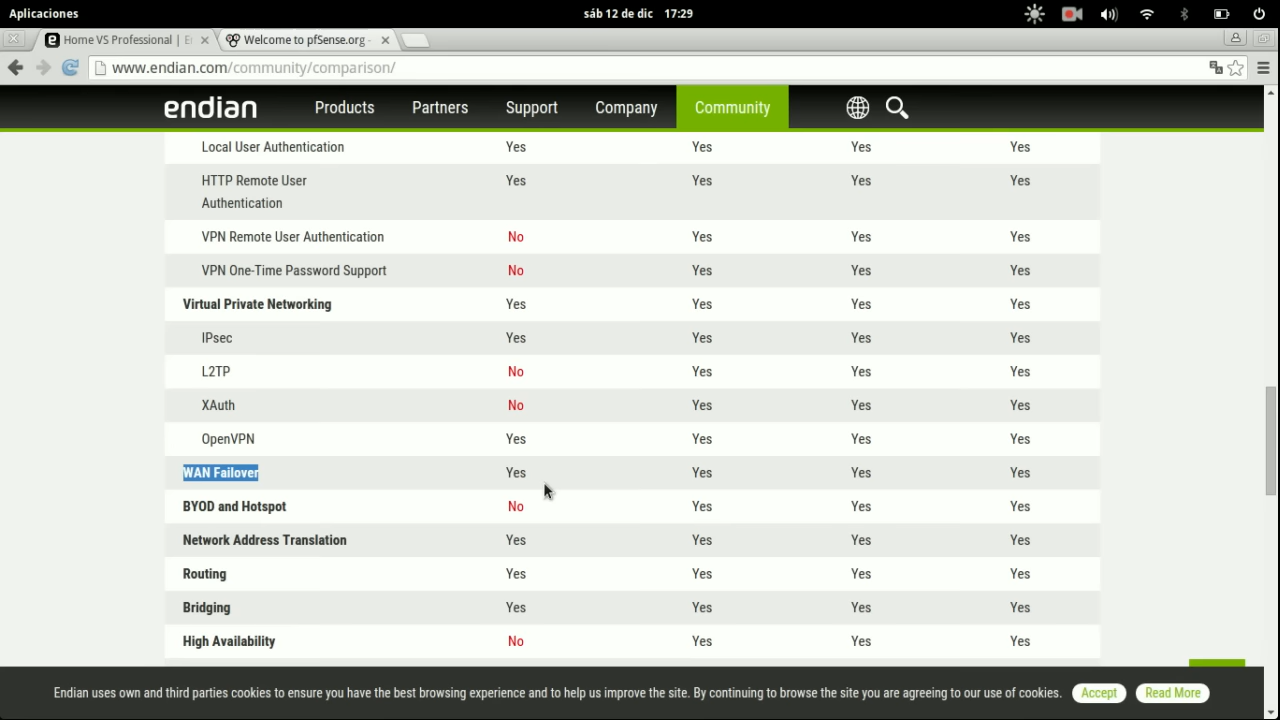 Aplicaciones sáb 12 de dic 17:29
Home VS Professional | E Welcome to pfSense.org -
www.endian.com/community/comparison/
endian Products Partners Support Company Community
Local User Authentication Yes Yes Yes Yes
HTTP Remote User Yes Yes Yes Yes
Authentication
VPN Remote User Authentication No Yes Yes Yes
VPN One-Time Password Support No Yes Yes Yes
Virtual Private Networking Yes Yes Yes Yes
IPsec Yes Yes Yes Yes
L2TP No Yes Yes Yes
XAuth No Yes Yes Yes
OpenVPN Yes Yes Yes Yes
WAN Failover Yes Yes Yes Yes
BYOD and Hotspot No Yes Yes Yes
Network Address Translation Yes Yes Yes Yes
Routing Yes Yes Yes Yes
Bridging Yes Yes Yes Yes
High Availability No Yes Yes Yes
Endian uses own and third parties cookies to ensure you have the best browsing experience and to help us improve the site. By continuing to browse the site you are agreeing to our use of cookies. Accept Read More